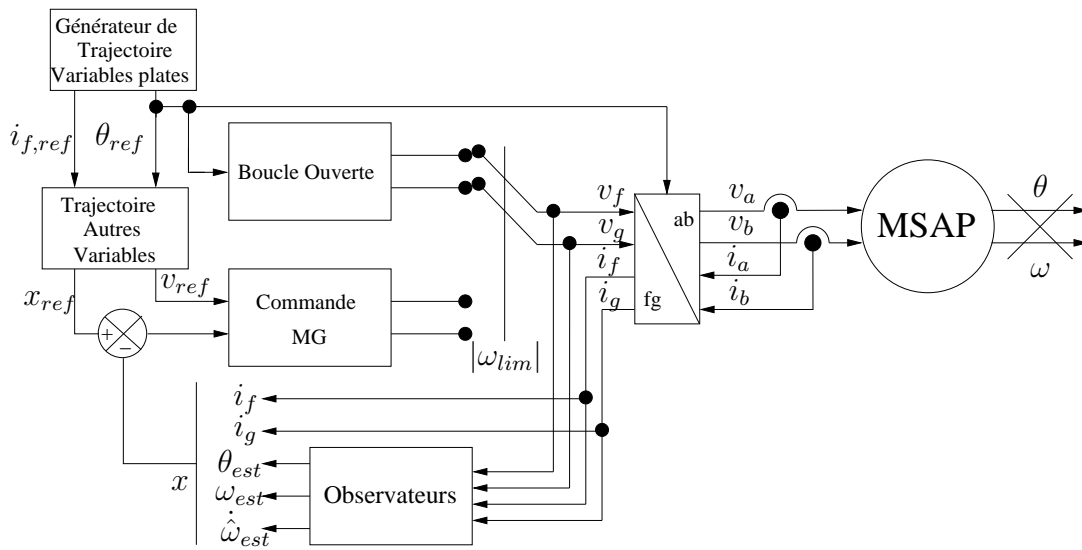 Générateur de
Trajectoire
Variables plates
i_{f,ref}
θ_{ref}
Boucle Ouverte
Trajectoire
Autres
Variables
x_{ref}
v_{ref}
+
−
Commande
MG
|ω_{lim}|
v_f
v_g
i_f
i_g
ab
fg
v_a
v_b
i_a
i_b
MSAP
θ
ω
i_f
i_g
x
θ_{est}
ω_{est}
\dot{\hat{ω}}_{est}
Observateurs